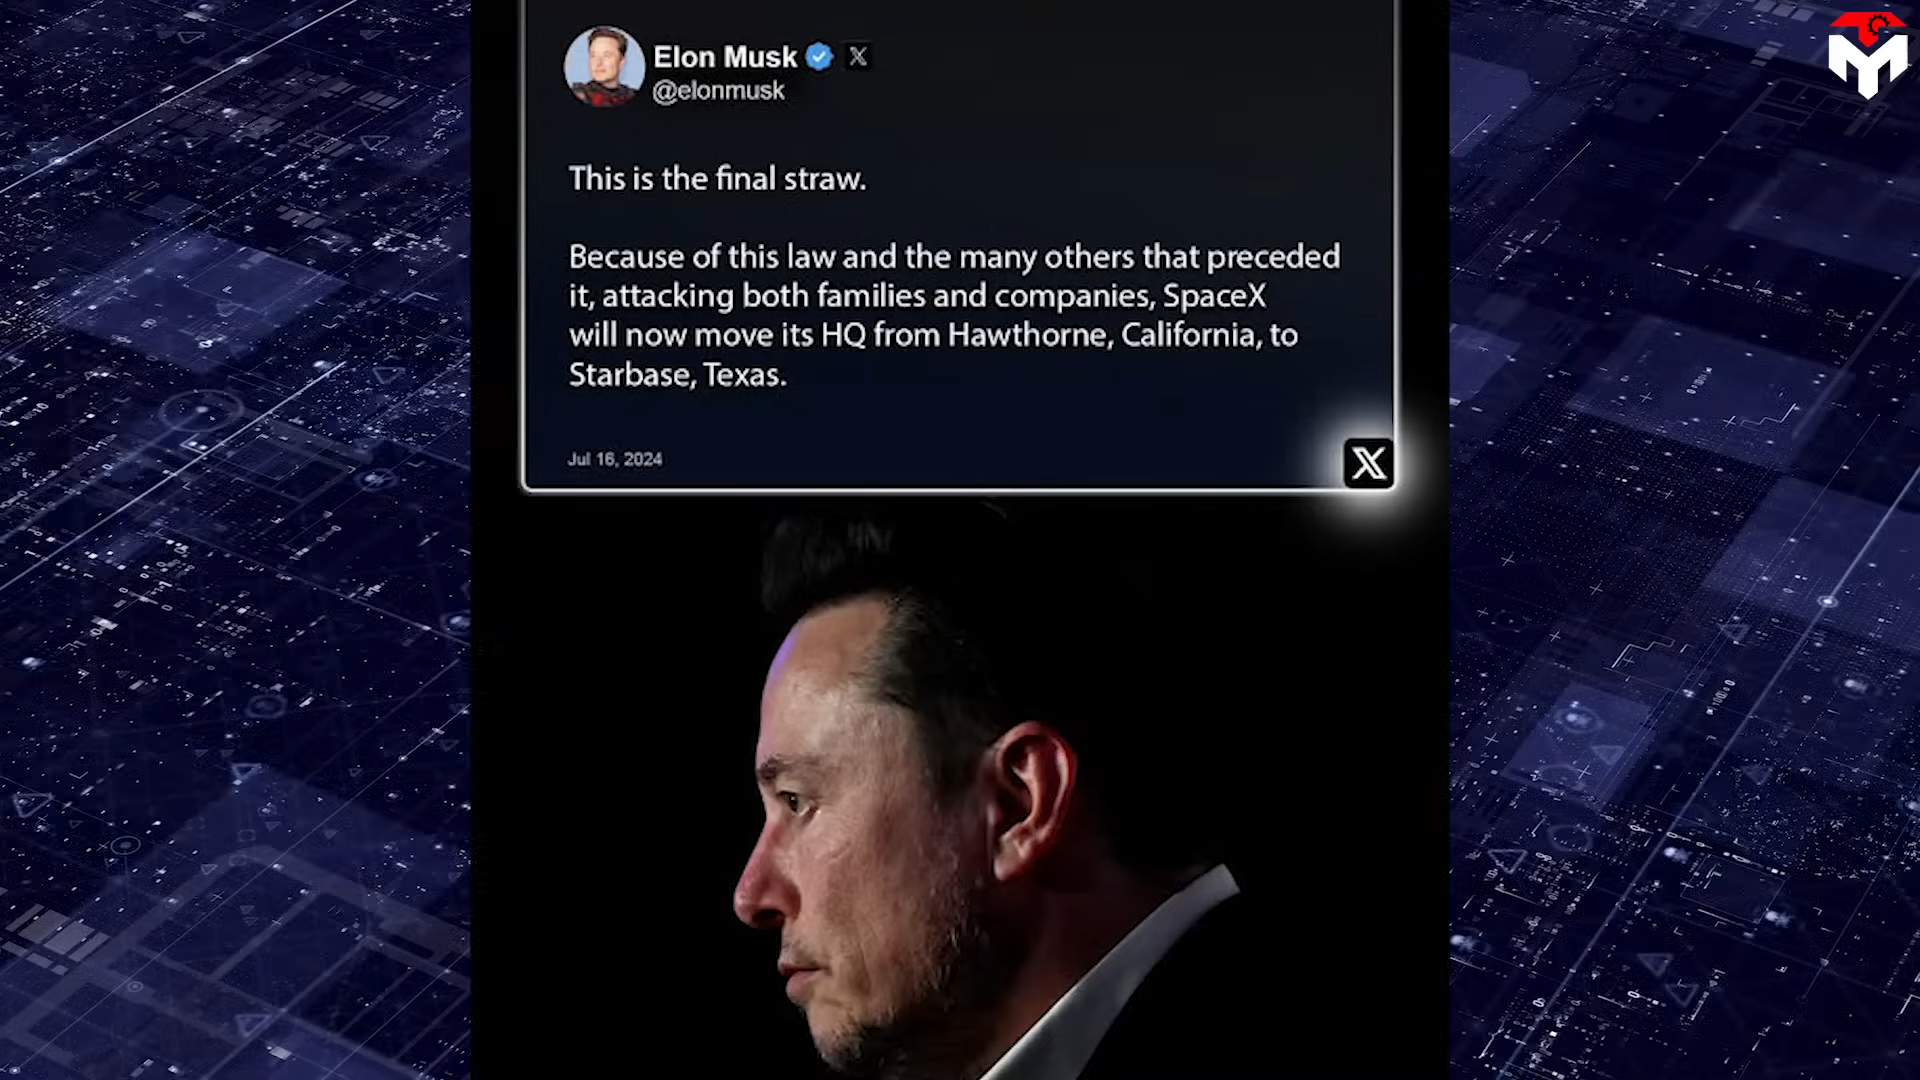 Elon Musk
@elonmusk
This is the final straw.
Because of this law and the many others that preceded
it, attacking both families and companies, SpaceX
will now move its HQ from Hawthorne, California, to
Starbase, Texas.
Jul 16, 2024